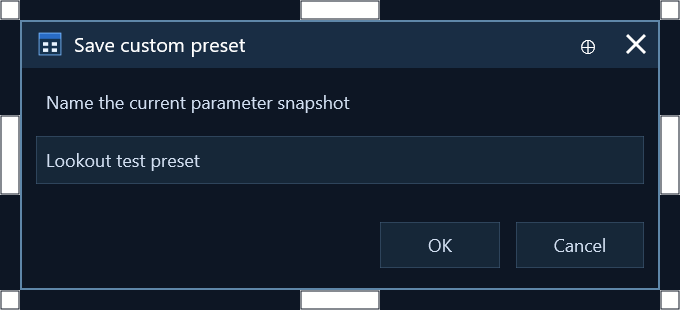 Save custom preset
Name the current parameter snapshot
Lookout test preset
OK
Cancel